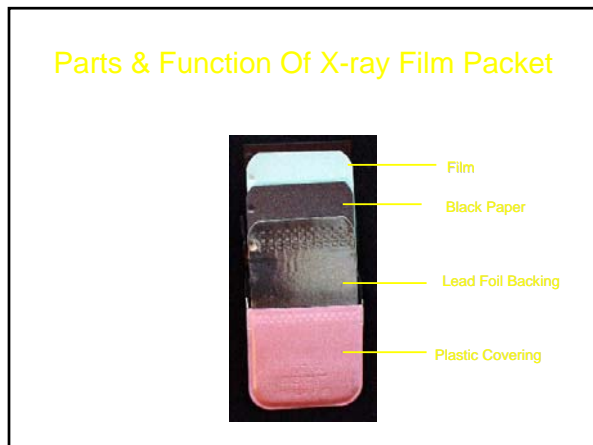 Parts & Function Of X-ray Film Packet
Film
Black Paper
Lead Foil Backing
Plastic Covering